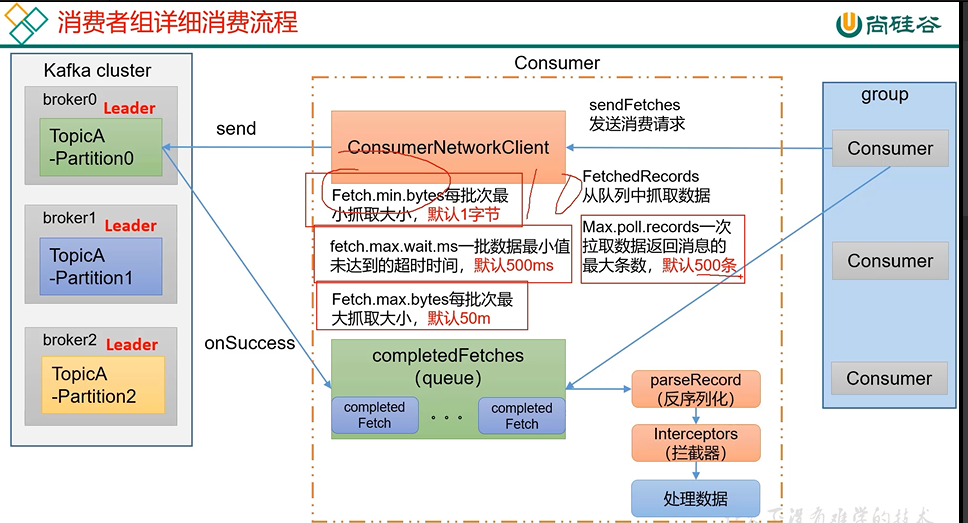 消费者组详细消费流程
尚硅谷
Kafka cluster
broker0
Leader
TopicA
-Partition0
broker1
Leader
TopicA
-Partition1
broker2
Leader
TopicA
-Partition2
send
onSuccess
Consumer
ConsumerNetworkClient
sendFetches
发送消费请求
Fetch.min.bytes每批次最
小抓取大小，默认1字节
fetch.max.wait.ms一批数据最小值
未达到的超时时间，默认500ms
Fetch.max.bytes每批次最
大抓取大小，默认50m
FetchedRecords
从队列中抓取数据
Max.poll.records一次
拉取数据返回消息的
最大条数，默认500条
completedFetches
（queue）
completed
Fetch
• • •
completed
Fetch
parseRecord
（反序列化）
Interceptors
（拦截器）
处理数据
group
Consumer
Consumer
Consumer
下没有难学的技术